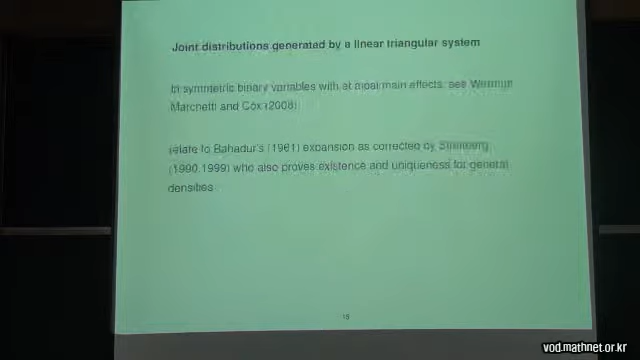 Joint distributions generated by a linear triangular system
In symmetric binary variables with at most main effects, see Wermuth
Marchetti and Cox (2008)
relate to Bahadur's (1961) expansion as corrected by
(1990,1999) who also proves existence and uniqueness for general
densities
15
vod.mathnet.or.kr